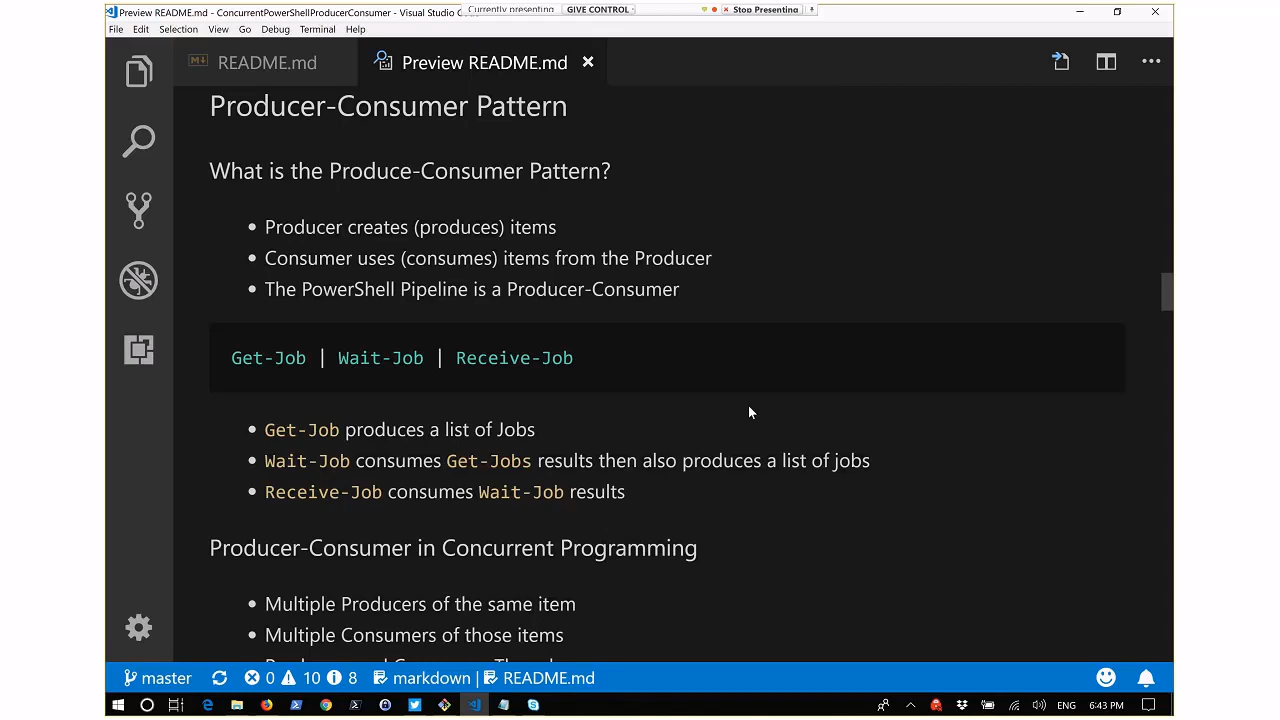 Preview README.md - ConcurrentPowerShellProducerConsumer - Visual Studio
Currently presenting GIVE CONTROL Stop Presenting
File Edit Selection View Go Debug Terminal Help
README.md Preview README.md
Producer-Consumer Pattern
What is the Produce-Consumer Pattern?
Producer creates (produces) items
Consumer uses (consumes) items from the Producer
The PowerShell Pipeline is a Producer-Consumer
Get-Job | Wait-Job | Receive-Job
Get-Job produces a list of Jobs
Wait-Job consumes Get-Jobs results then also produces a list of jobs
Receive-Job consumes Wait-Job results
Producer-Consumer in Concurrent Programming
Multiple Producers of the same item
Multiple Consumers of those items
master 0 10 8 markdown | README.md
ENG 6:43 PM